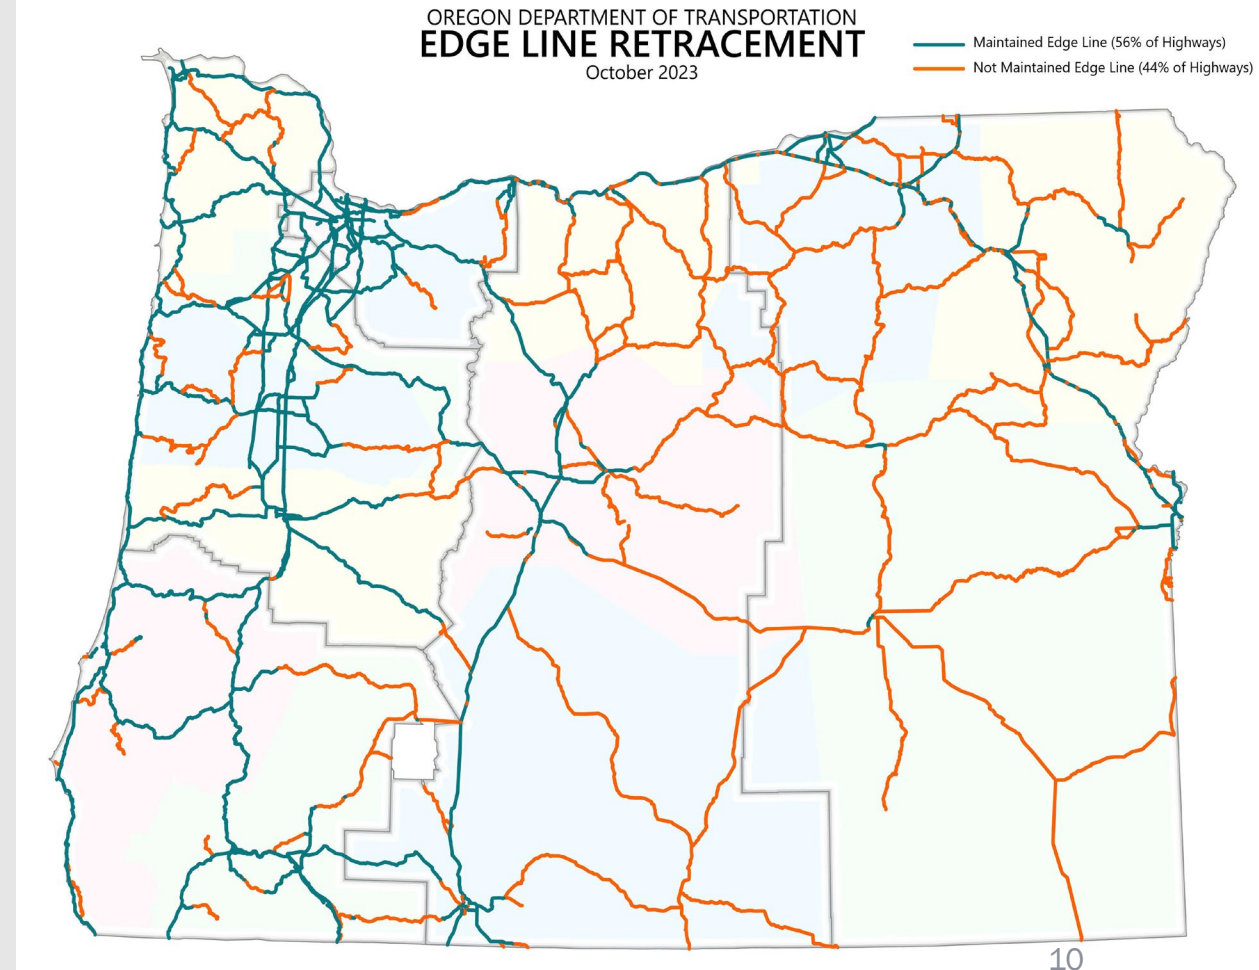 OREGON DEPARTMENT OF TRANSPORTATION
EDGE LINE RETRACEMENT
October 2023
Maintained Edge Line (56% of Highways)
Not Maintained Edge Line (44% of Highways)
10